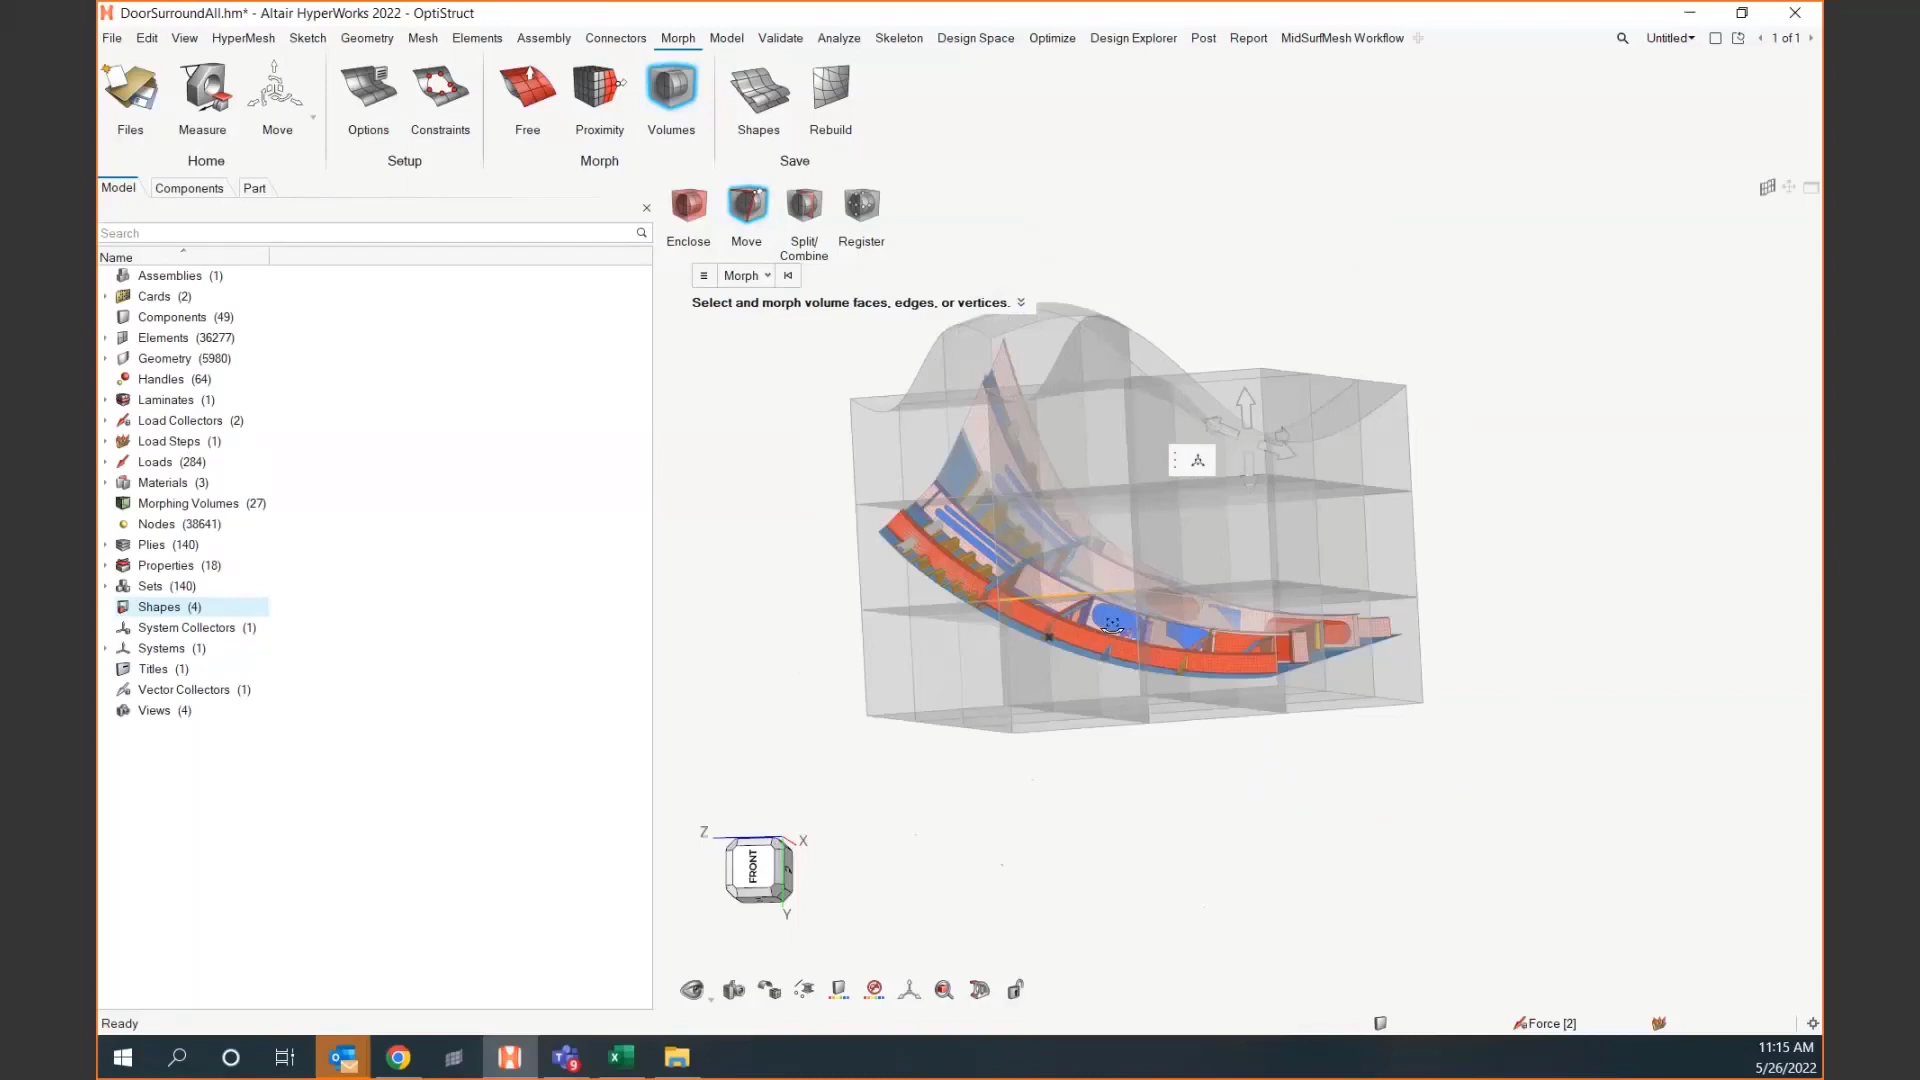 DoorSurroundAll.hm* - Altair HyperWorks 2022 - OptiStruct
File Edit View HyperMesh Sketch Geometry Mesh Elements Assembly Connectors Morph Model Validate Analyze Skeleton Design Space Optimize Design Explorer Post Report MidSurfMesh Workflow Untitled 1 of 1
Files Measure Move Options Constraints Free Proximity Volumes Shapes Rebuild
Home Setup Morph Save
Model Components Part
Search
Enclose Move Split/ Combine Register
Name
Morph
Assemblies (1)
Cards (2)
Select and morph volume faces, edges, or vertices.
Components (49)
Elements (36277)
Geometry (5980)
Handles (64)
Laminates (1)
Load Collectors (2)
Load Steps (1)
Loads (284)
Materials (3)
Morphing Volumes (27)
Nodes (38641)
Plies (140)
Properties (18)
Sets (140)
Shapes (4)
System Collectors (1)
Systems (1)
Titles (1)
Vector Collectors (1)
Views (4)
Z X
FRONT
Y
Ready
Force [2]
9
11:15 AM
5/26/2022